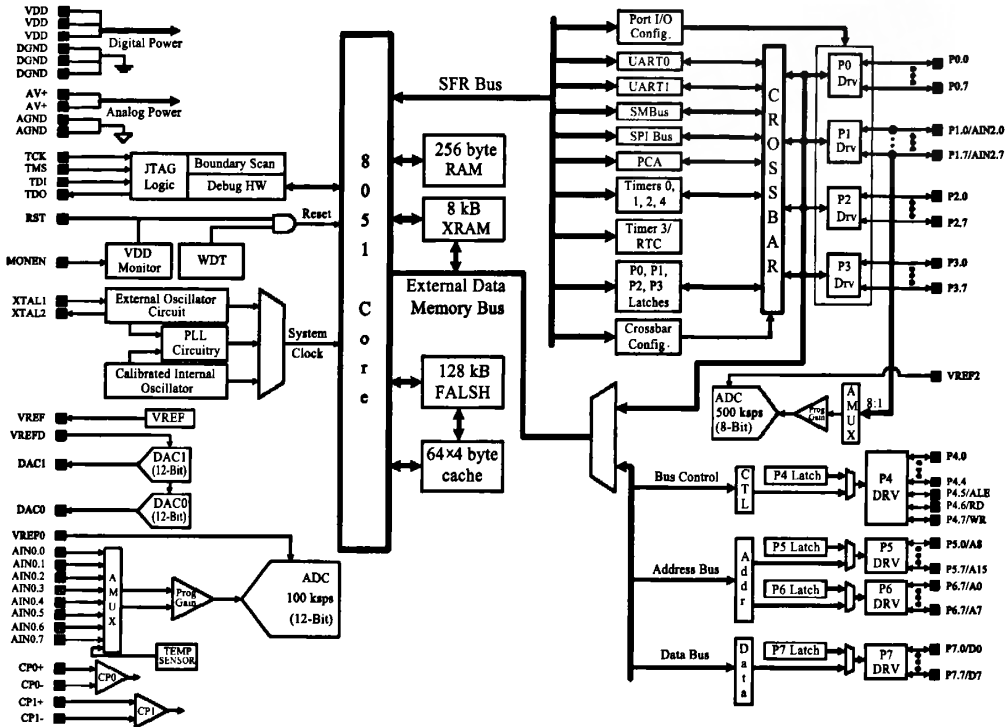 VDD
VDD
VDD
DGND
DGND
DGND
Digital Power
AV+
AV+
AGND
AGND
Analog Power
TCK
TMS
TDI
TDO
JTAG
Logic
Boundary Scan
Debug HW
RST
Reset
MONEN
VDD
Monitor
WDT
XTAL1
XTAL2
External Oscillator
Circuit
PLL
Circuitry
Calibrated Internal
Oscillator
System
Clock
VREF
VREF
VREFD
DAC1
DAC1
(12-Bit)
DAC0
DAC0
(12-Bit)
VREF0
AIN0.0
AIN0.1
AIN0.2
AIN0.3
AIN0.4
AIN0.5
AIN0.6
AIN0.7
AMUX
Prog
Gain
ADC
100 ksps
(12-Bit)
TEMP
SENSOR
CP0+
CP0-
CP0
CP1+
CP1-
CP1
8051 Core
SFR Bus
256 byte
RAM
8 kB
XRAM
External Data
Memory Bus
128 kB
FALSH
64×4 byte
cache
Port I/O
Config.
UART0
UART1
SMBus
SPI Bus
PCA
Timers 0,
1, 2, 4
Timer 3/
RTC
P0, P1,
P2, P3
Latches
Crossbar
Config.
CROSSBAR
P0
Drv
P1
Drv
P2
Drv
P3
Drv
P0.0
P0.7
P1.0/AIN2.0
P1.7/AIN2.0
P2.0
P2.7
P3.0
P3.7
VREF2
ADC
500 ksps
(8-Bit)
Prog
Gain
AMUX
8:1
Bus Control
CTL
P4 Latch
P4
DRV
P4.0
P4.4
P4.5/ALE
P4.6/RD
P4.7/WR
Address Bus
Addr
P5 Latch
P5
DRV
P5.0/A8
P5.7/A15
P6 Latch
P6
DRV
P6.7/A0
P6.7/A7
Data Bus
Data
P7 Latch
P7
DRV
P7.0/D0
P7.7/D7